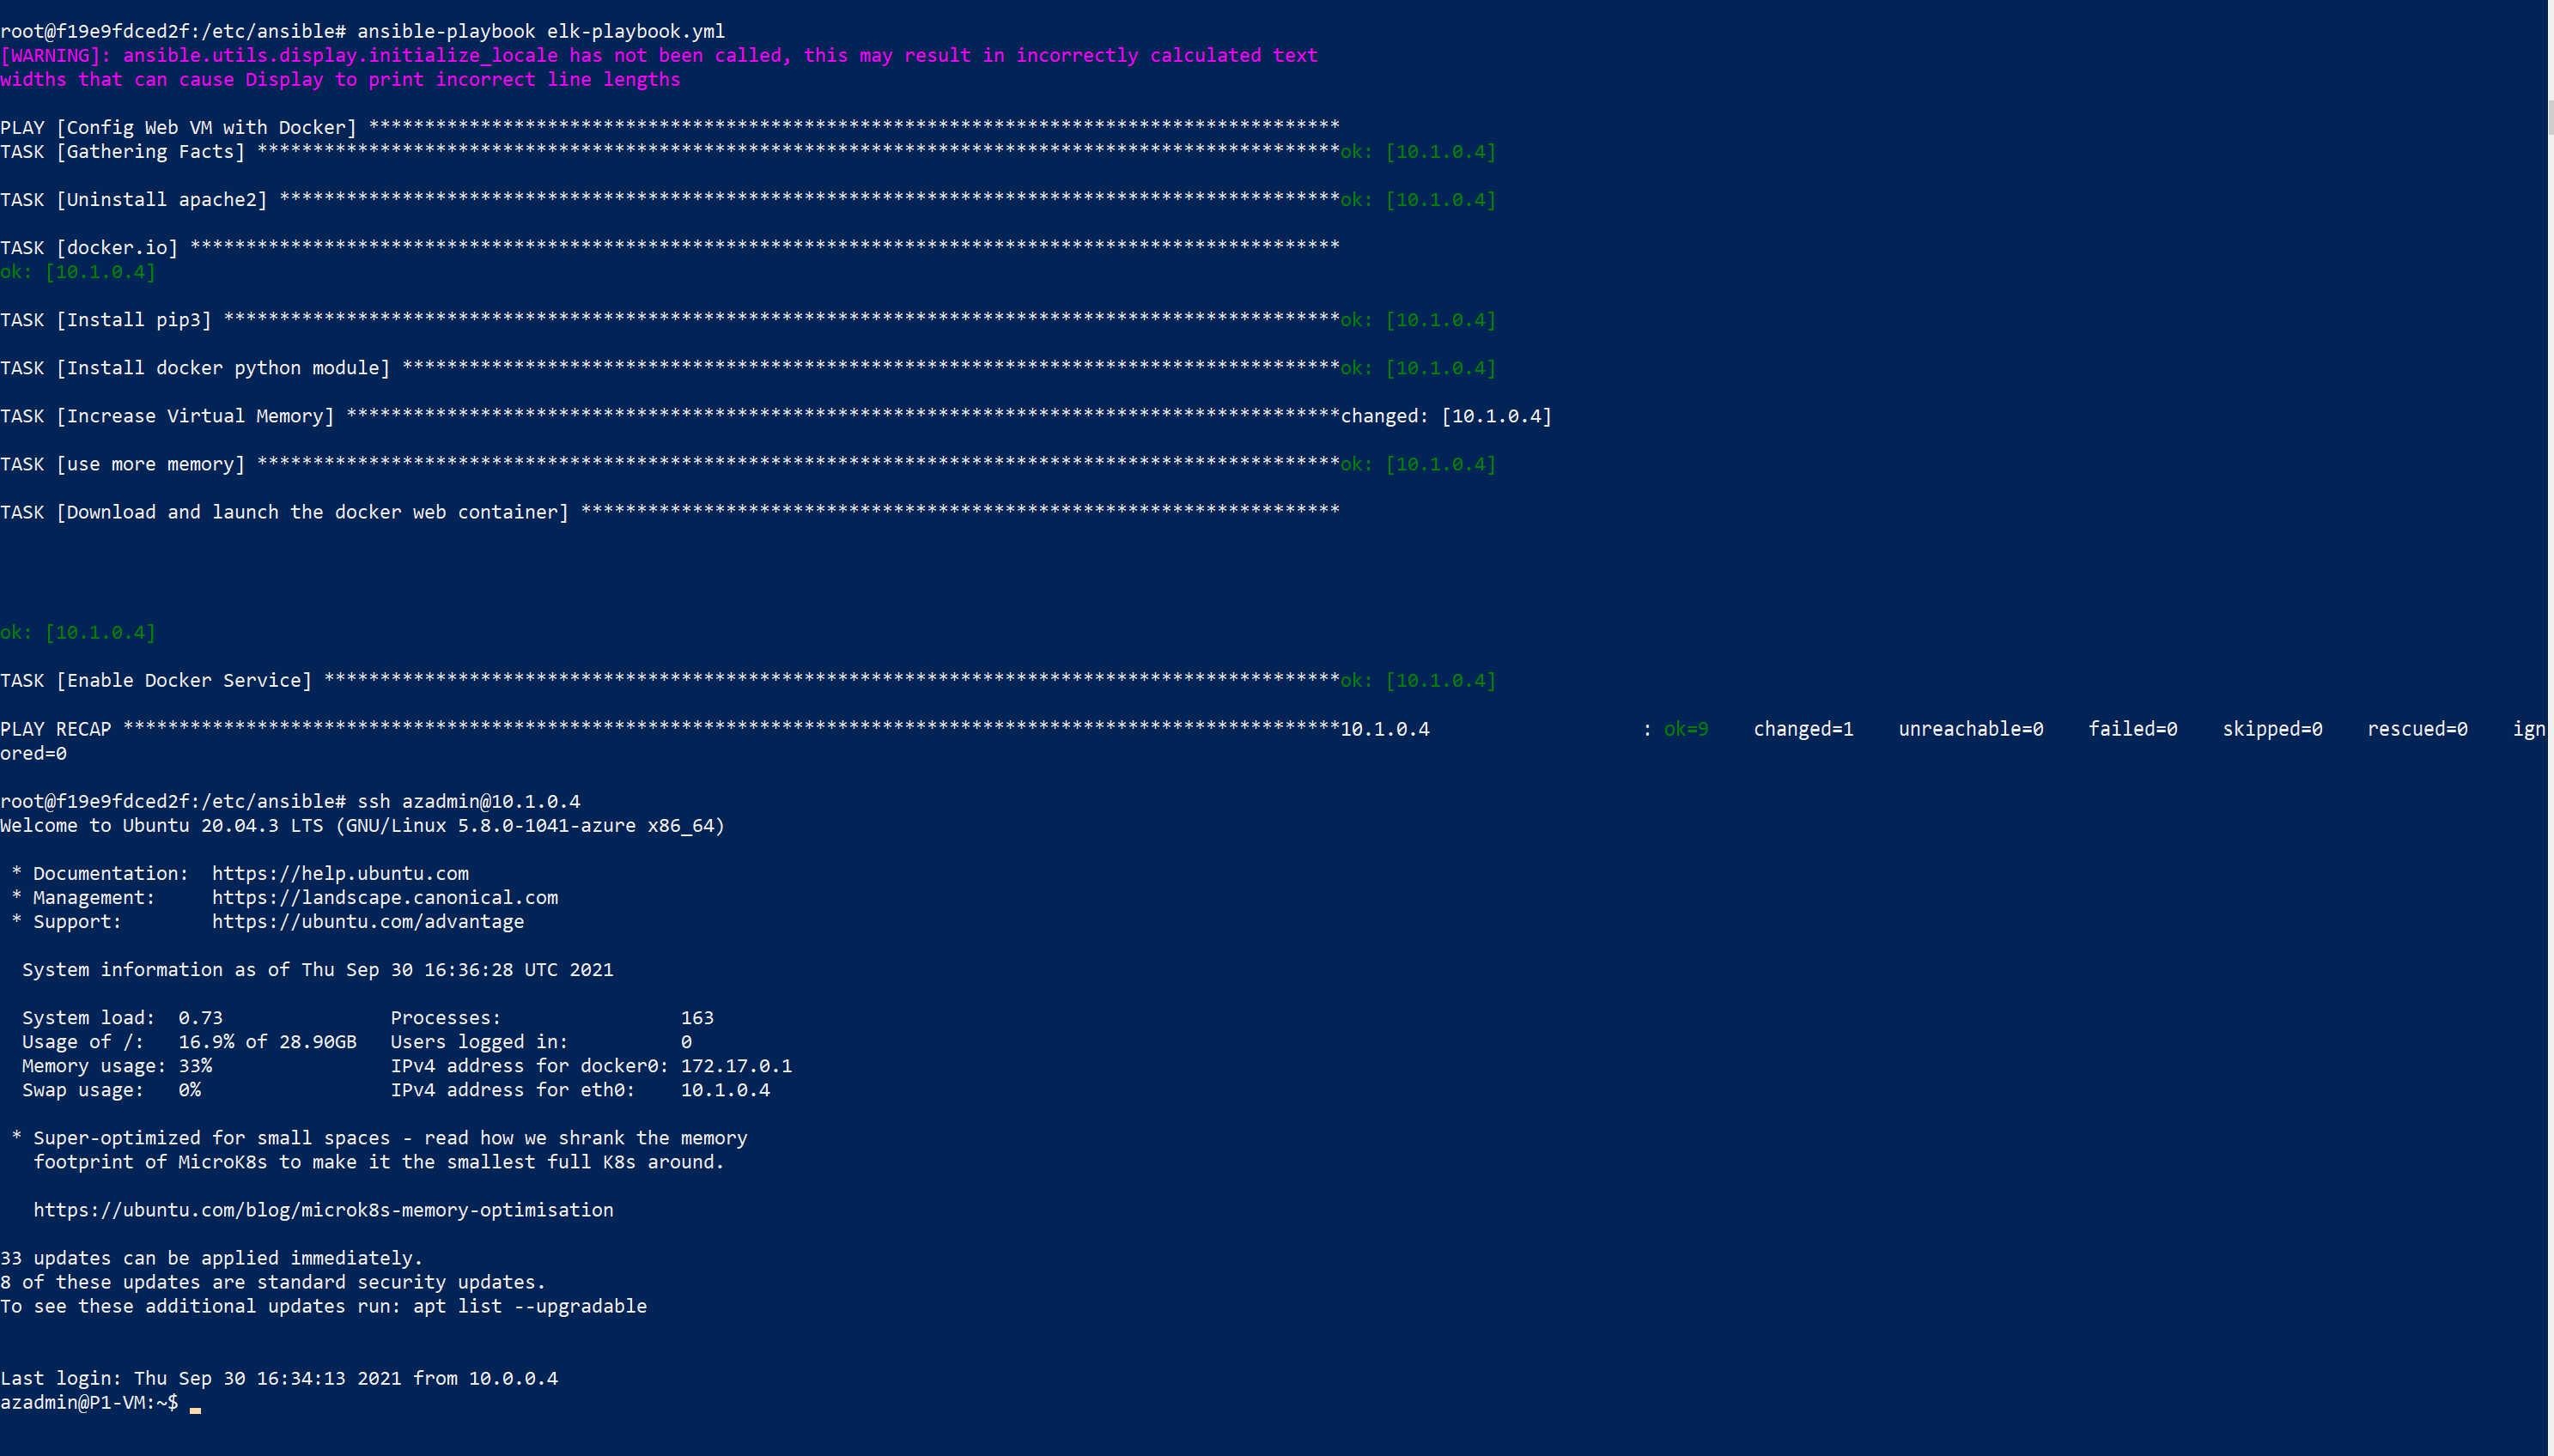 root@f19e9fdced2f:/etc/ansible# ansible-playbook elk-playbook.yml
[WARNING]: ansible.utils.display.initialize_locale has not been called, this may result in incorrectly calculated text
widths that can cause Display to print incorrect line lengths
PLAY [Config Web VM with Docker] ***************************************************************************************
TASK [Gathering Facts] *************************************************************************************************ok: [10.1.0.4]
TASK [Uninstall apache2] ***********************************************************************************************ok: [10.1.0.4]
TASK [docker.io] *******************************************************************************************************
ok: [10.1.0.4]
TASK [Install pip3] ****************************************************************************************************ok: [10.1.0.4]
TASK [Install docker python module] ************************************************************************************ok: [10.1.0.4]
TASK [Increase Virtual Memory] *****************************************************************************************changed: [10.1.0.4]
TASK [use more memory] *************************************************************************************************ok: [10.1.0.4]
TASK [Download and launch the docker web container] ********************************************************************
ok: [10.1.0.4]
TASK [Enable Docker Service] *******************************************************************************************ok: [10.1.0.4]
PLAY RECAP *************************************************************************************************************10.1.0.4                   : ok=9    changed=1    unreachable=0    failed=0    skipped=0    rescued=0    ign
ored=0
root@f19e9fdced2f:/etc/ansible# ssh azadmin@10.1.0.4
Welcome to Ubuntu 20.04.3 LTS (GNU/Linux 5.8.0-1041-azure x86_64)
 * Documentation:  https://help.ubuntu.com
 * Management:     https://landscape.canonical.com
 * Support:        https://ubuntu.com/advantage
  System information as of Thu Sep 30 16:36:28 UTC 2021
  System load:  0.73               Processes:                163
  Usage of /:   16.9% of 28.90GB   Users logged in:          0
  Memory usage: 33%                IPv4 address for docker0: 172.17.0.1
  Swap usage:   0%                 IPv4 address for eth0:    10.1.0.4
 * Super-optimized for small spaces - read how we shrank the memory
   footprint of MicroK8s to make it the smallest full K8s around.
   https://ubuntu.com/blog/microk8s-memory-optimisation
33 updates can be applied immediately.
8 of these updates are standard security updates.
To see these additional updates run: apt list --upgradable
Last login: Thu Sep 30 16:34:13 2021 from 10.0.0.4
azadmin@P1-VM:~$